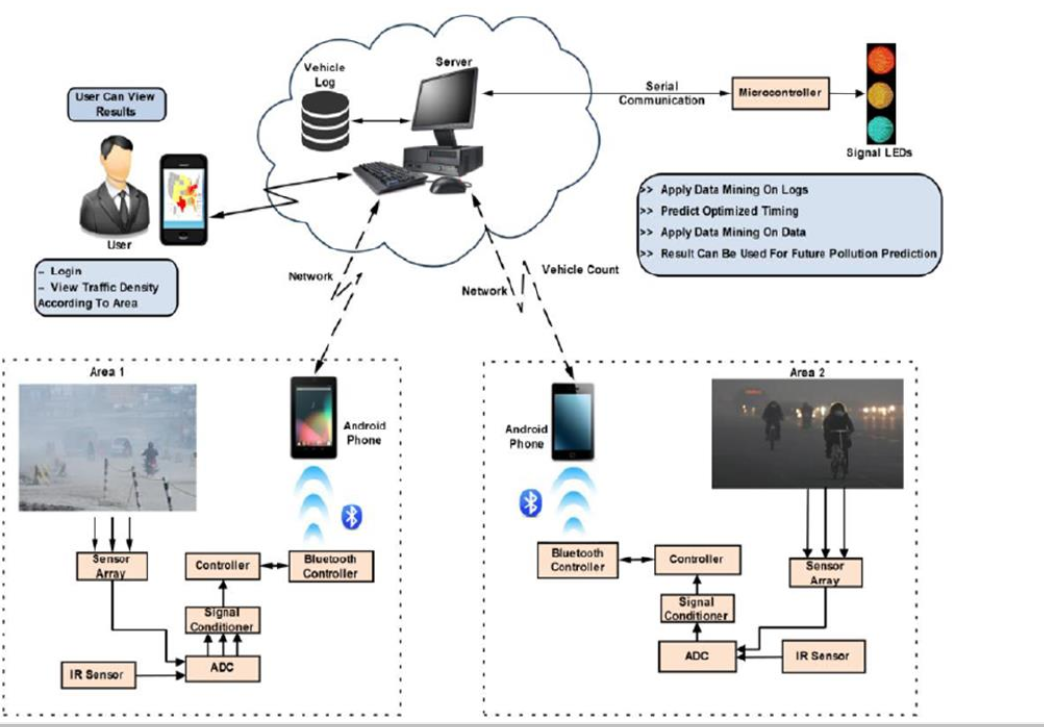 User Can View
Results
User
- Login
- View Traffic Density
According To Area
Vehicle
Log
Server
Serial
Communication
Microcontroller
Signal LEDs
>> Apply Data Mining On Logs
>> Predict Optimized Timing
>> Apply Data Mining On Data
>> Result Can Be Used For Future Pollution Prediction
Network
Network
Vehicle Count
Area 1
Android
Phone
Sensor
Array
Controller
Bluetooth
Controller
Signal
Conditioner
ADC
IR Sensor
Area 2
Android
Phone
Bluetooth
Controller
Controller
Sensor
Array
Signal
Conditioner
ADC
IR Sensor